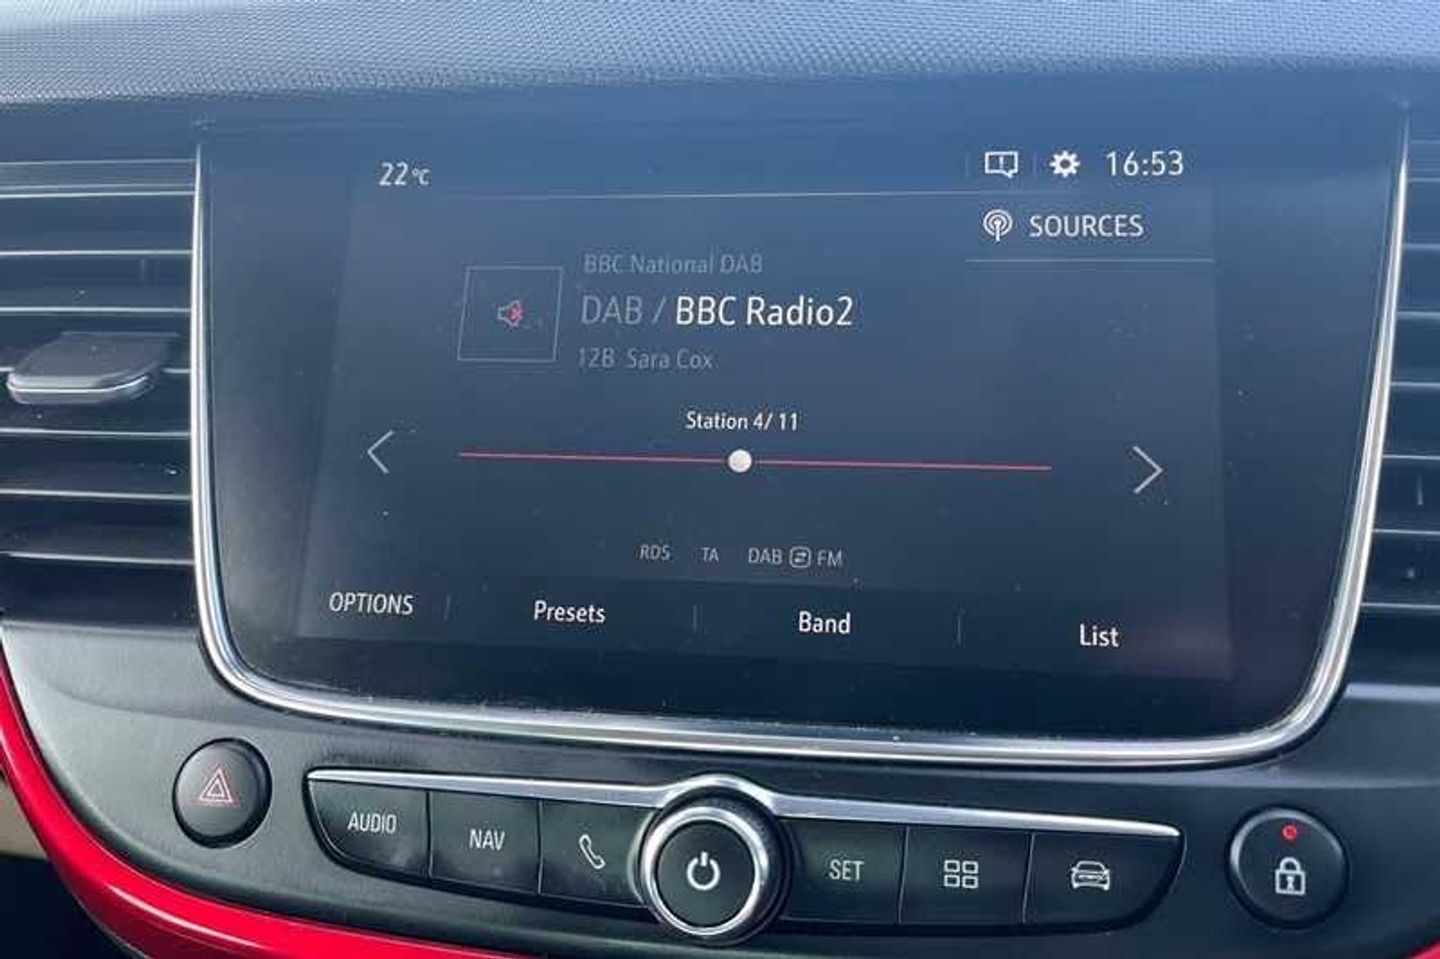 22°C
16:53
SOURCES
BBC National DAB
DAB / BBC Radio2
12B Sara Cox
Station 4/ 11
RDS TA DAB FM
OPTIONS Presets Band List
AUDIO NAV SET